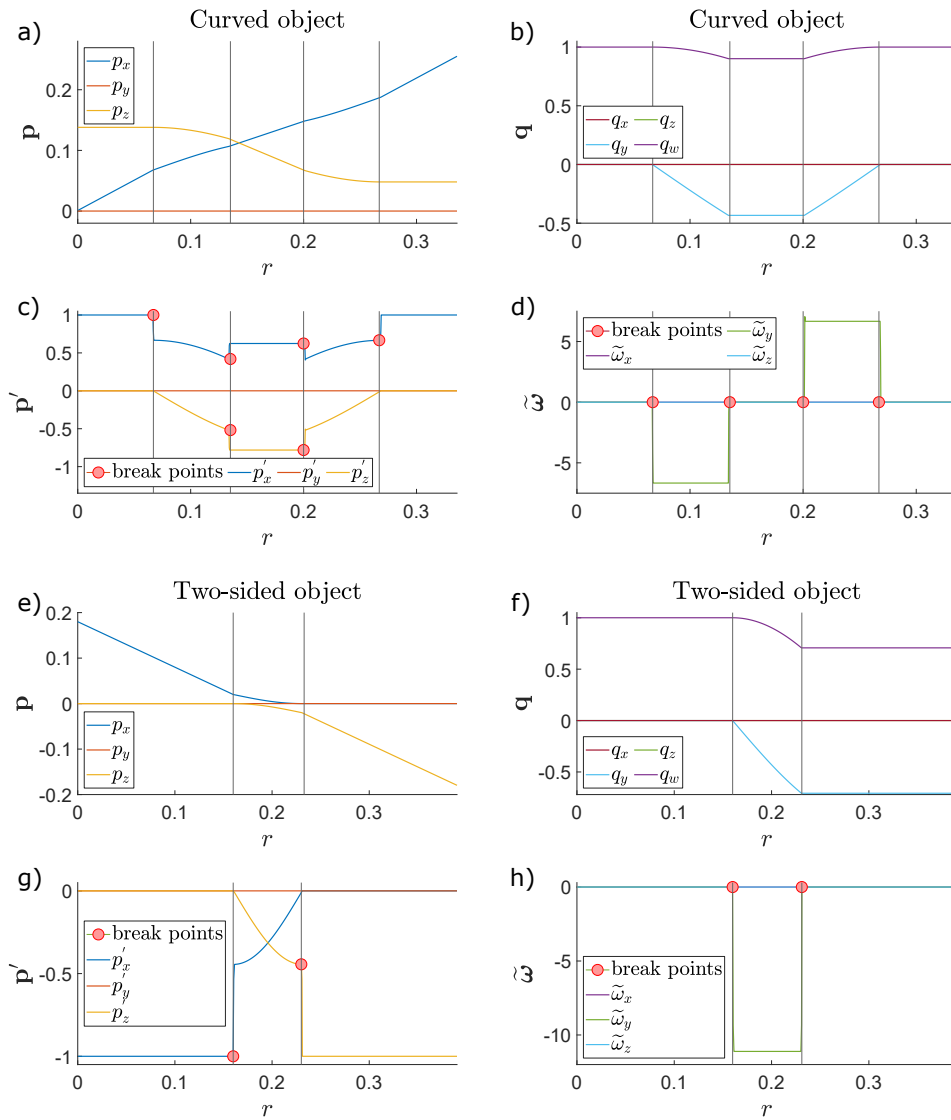 a) Curved object
0.2
0.1
0
p
p_x
p_y
p_z
0 0.1 0.2 0.3
r
b) Curved object
1
0.5
0
-0.5
q
q_x q_z
q_y q_w
0 0.1 0.2 0.3
r
c)
1
0.5
0
-0.5
-1
p′
break points p′_x p′_y p′_z
0 0.1 0.2 0.3
r
d)
5
0
-5
ω̃
break points ω̃_y
ω̃_x ω̃_z
0 0.1 0.2 0.3
r
e) Two-sided object
0.2
0.1
0
-0.1
-0.2
p
p_x
p_y
p_z
0 0.1 0.2 0.3
r
f) Two-sided object
1
0.5
0
-0.5
q
q_x q_z
q_y q_w
0 0.1 0.2 0.3
r
g)
0
-0.5
-1
p′
break points
p′_x
p′_y
p′_z
0 0.1 0.2 0.3
r
h)
0
-5
-10
ω̃
break points
ω̃_x
ω̃_y
ω̃_z
0 0.1 0.2 0.3
r